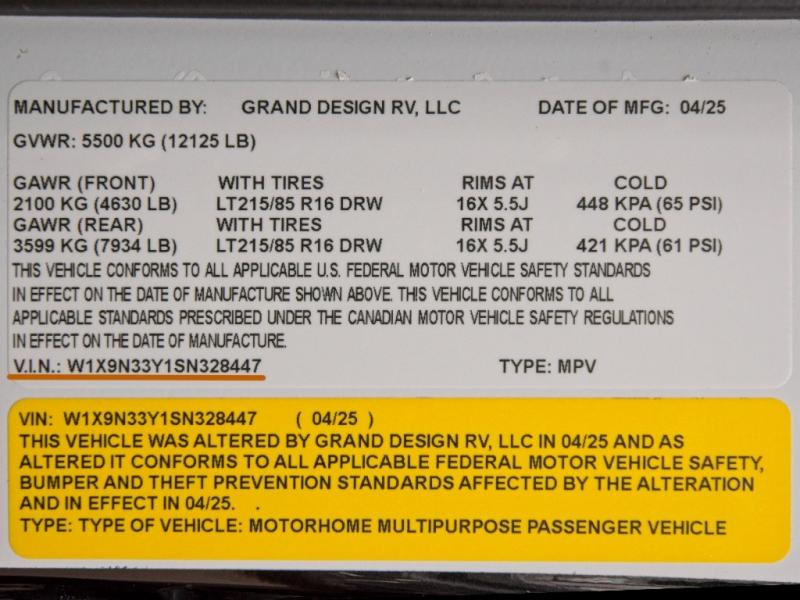 MANUFACTURED BY: GRAND DESIGN RV, LLC DATE OF MFG: 04/25
GVWR: 5500 KG (12125 LB)
GAWR (FRONT) WITH TIRES RIMS AT COLD
2100 KG (4630 LB) LT215/85 R16 DRW 16X 5.5J 448 KPA (65 PSI)
GAWR (REAR) RIMS AT COLD
3599 KG (7934 LB) LT215/85 R16 DRW 16X 5.5J 421 KPA (61 PSI)
THIS VEHICLE CONFORMS TO ALL APPLICABLE U.S. FEDERAL MOTOR VEHICLE SAFETY STANDARDS
IN EFFECT ON THE DATE OF MANUFACTURE SHOWN ABOVE. THIS VEHICLE CONFORMS TO ALL
APPLICABLE STANDARDS PRESCRIBED UNDER THE CANADIAN MOTOR VEHICLE SAFETY REGULATIONS
IN EFFECT ON THE DATE OF MANUFACTURE.
V.I.N.: W1X9N33Y1SN328447 TYPE: MPV
VIN: W1X9N33Y1SN328447 ( 04/25 )
THIS VEHICLE WAS ALTERED BY GRAND DESIGN RV, LLC IN 04/25 AND AS
ALTERED IT CONFORMS TO ALL APPLICABLE FEDERAL MOTOR VEHICLE SAFETY,
BUMPER AND THEFT PREVENTION STANDARDS AFFECTED BY THE ALTERATION
AND IN EFFECT IN 04/25. .
TYPE: TYPE OF VEHICLE: MOTORHOME MULTIPURPOSE PASSENGER VEHICLE